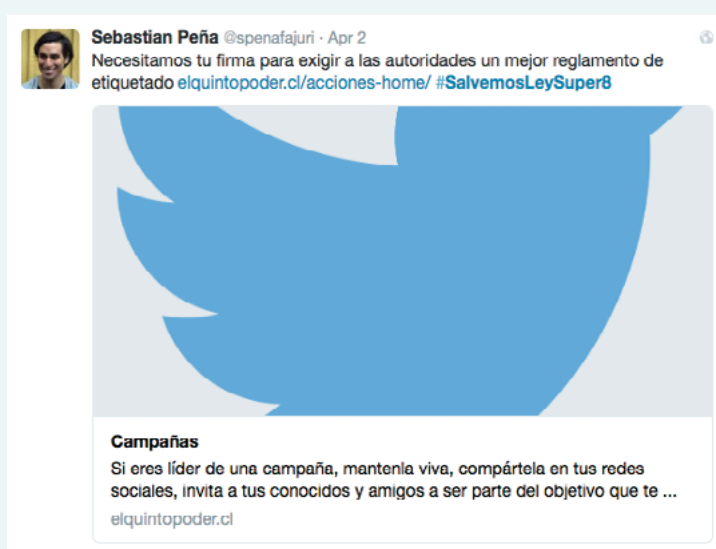 Sebastian Peña @spenafajuri · Apr 2
Necesitamos tu firma para exigir a las autoridades un mejor reglamento de
etiquetado elquintopoder.cl/acciones-home/ #SalvemosLeySuper8
Campañas
Si eres líder de una campaña, mantenla viva, compártela en tus redes
sociales, invita a tus conocidos y amigos a ser parte del objetivo que te ...
elquintopoder.cl